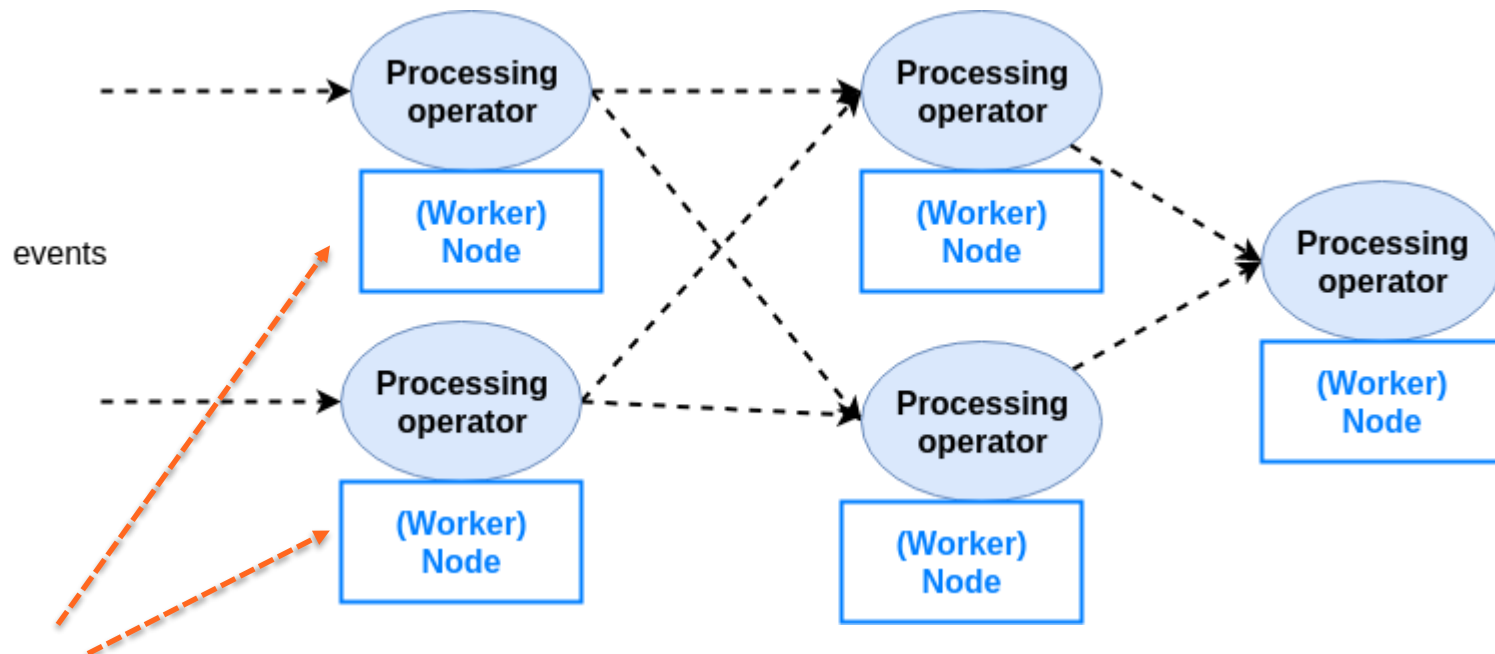 Processing
operator
(Worker)
Node
Processing
operator
(Worker)
Node
events
Processing
operator
(Worker)
Node
Processing
operator
(Worker)
Node
Processing
operator
(Worker)
Node